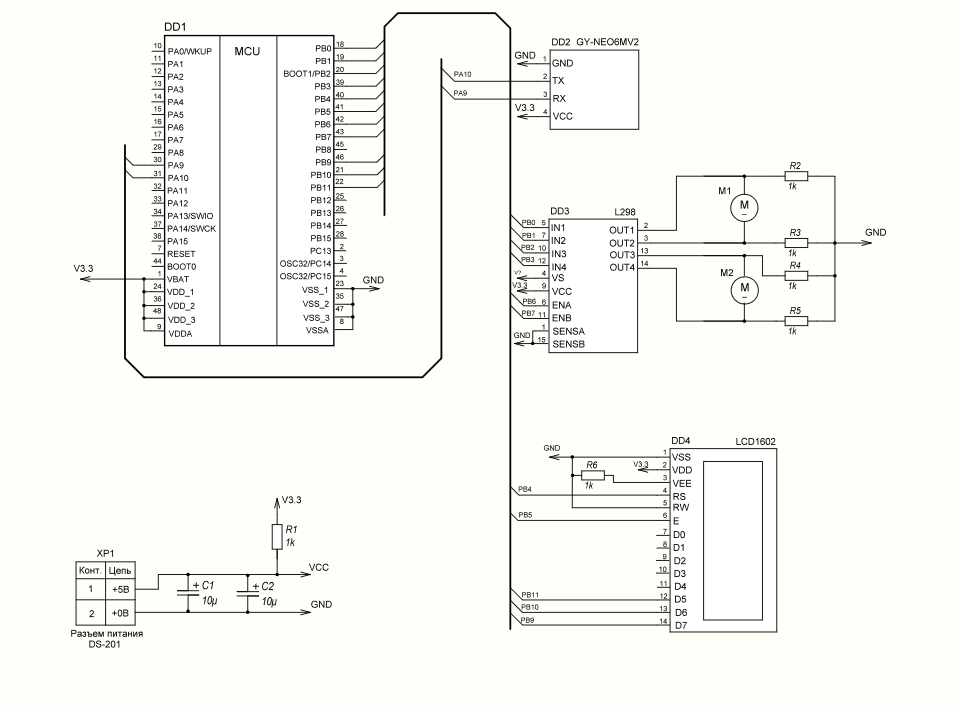 DD1
MCU
10 PA0/WKUP
11 PA1
12 PA2
13 PA3
14 PA4
15 PA5
16 PA6
17 PA7
29 PA8
30 PA9
31 PA10
32 PA11
33 PA12
34 PA13/SWIO
37 PA14/SWCK
38 PA15
7 RESET
44 BOOT0
1 VBAT
24 VDD_1
36 VDD_2
48 VDD_3
9 VDDA
V3.3
PB0 18
PB1 19
BOOT1/PB2 20
PB3 39
PB4 40
PB5 41
PB6 42
PB7 43
PB8 45
PB9 46
PB10 21
PB11 22
PB12 25
PB13 26
PB14 27
PB15 28
PC13 2
OSC32/PC14 3
OSC32/PC15 4
VSS_1 23
VSS_2 35
VSS_3 47
VSSA 8
GND
DD2 GY-NEO6MV2
GND 1 GND
PA10 2 TX
PA9 3 RX
V3.3 4 VCC
DD3 L298
PB0 5 IN1
PB1 7 IN2
PB2 10 IN3
PB3 12 IN4
V? 4 VS
V3.3 9 VCC
PB6 6 ENA
PB7 11 ENB
1 SENSA
GND 15 SENSB
OUT1 2
OUT2 3
OUT3 13
OUT4 14
M1
M
~
M2
M
~
R2
1k
R3
1k
R4
1k
R5
1k
GND
DD4 LCD1602
GND
1 VSS
V3.3 2 VDD
3 VEE
R6
1k
PB4 4 RS
5 RW
PB5 6 E
7 D0
8 D1
9 D2
10 D3
11 D4
PB11 12 D5
PB10 13 D6
PB9 14 D7
V3.3
R1
1k
VCC
+ C1
10μ
+ C2
10μ
GND
XP1
Конт. Цепь
1 +5В
2 +0В
Разъем питания
DS-201